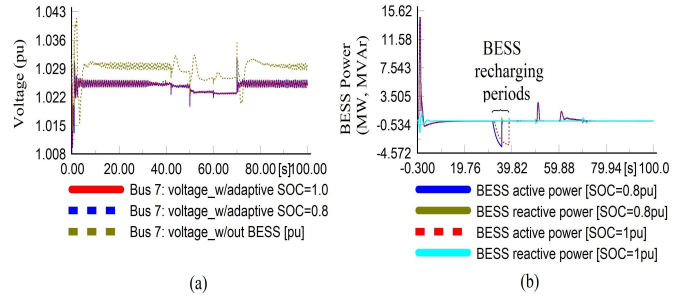 Voltage (pu)
1.043
1.036
1.029
1.022
1.015
1.008
0.00
20.00
40.00
60.00
80.00
[s]
100.0
Bus 7: voltage_w/adaptive SOC=1.0
Bus 7: voltage_w/adaptive SOC=0.8
Bus 7: voltage_w/out BESS [pu]
(a)
BESS Power
(MW, MVAr)
15.62
11.58
7.543
3.505
-0.534
-4.572
BESS
recharging
periods
-0.300
19.76
39.82
59.88
79.94
[s]
100.0
BESS active power [SOC=0.8pu]
BESS reactive power [SOC=0.8pu]
BESS active power [SOC=1pu]
BESS reactive power [SOC=1pu]
(b)